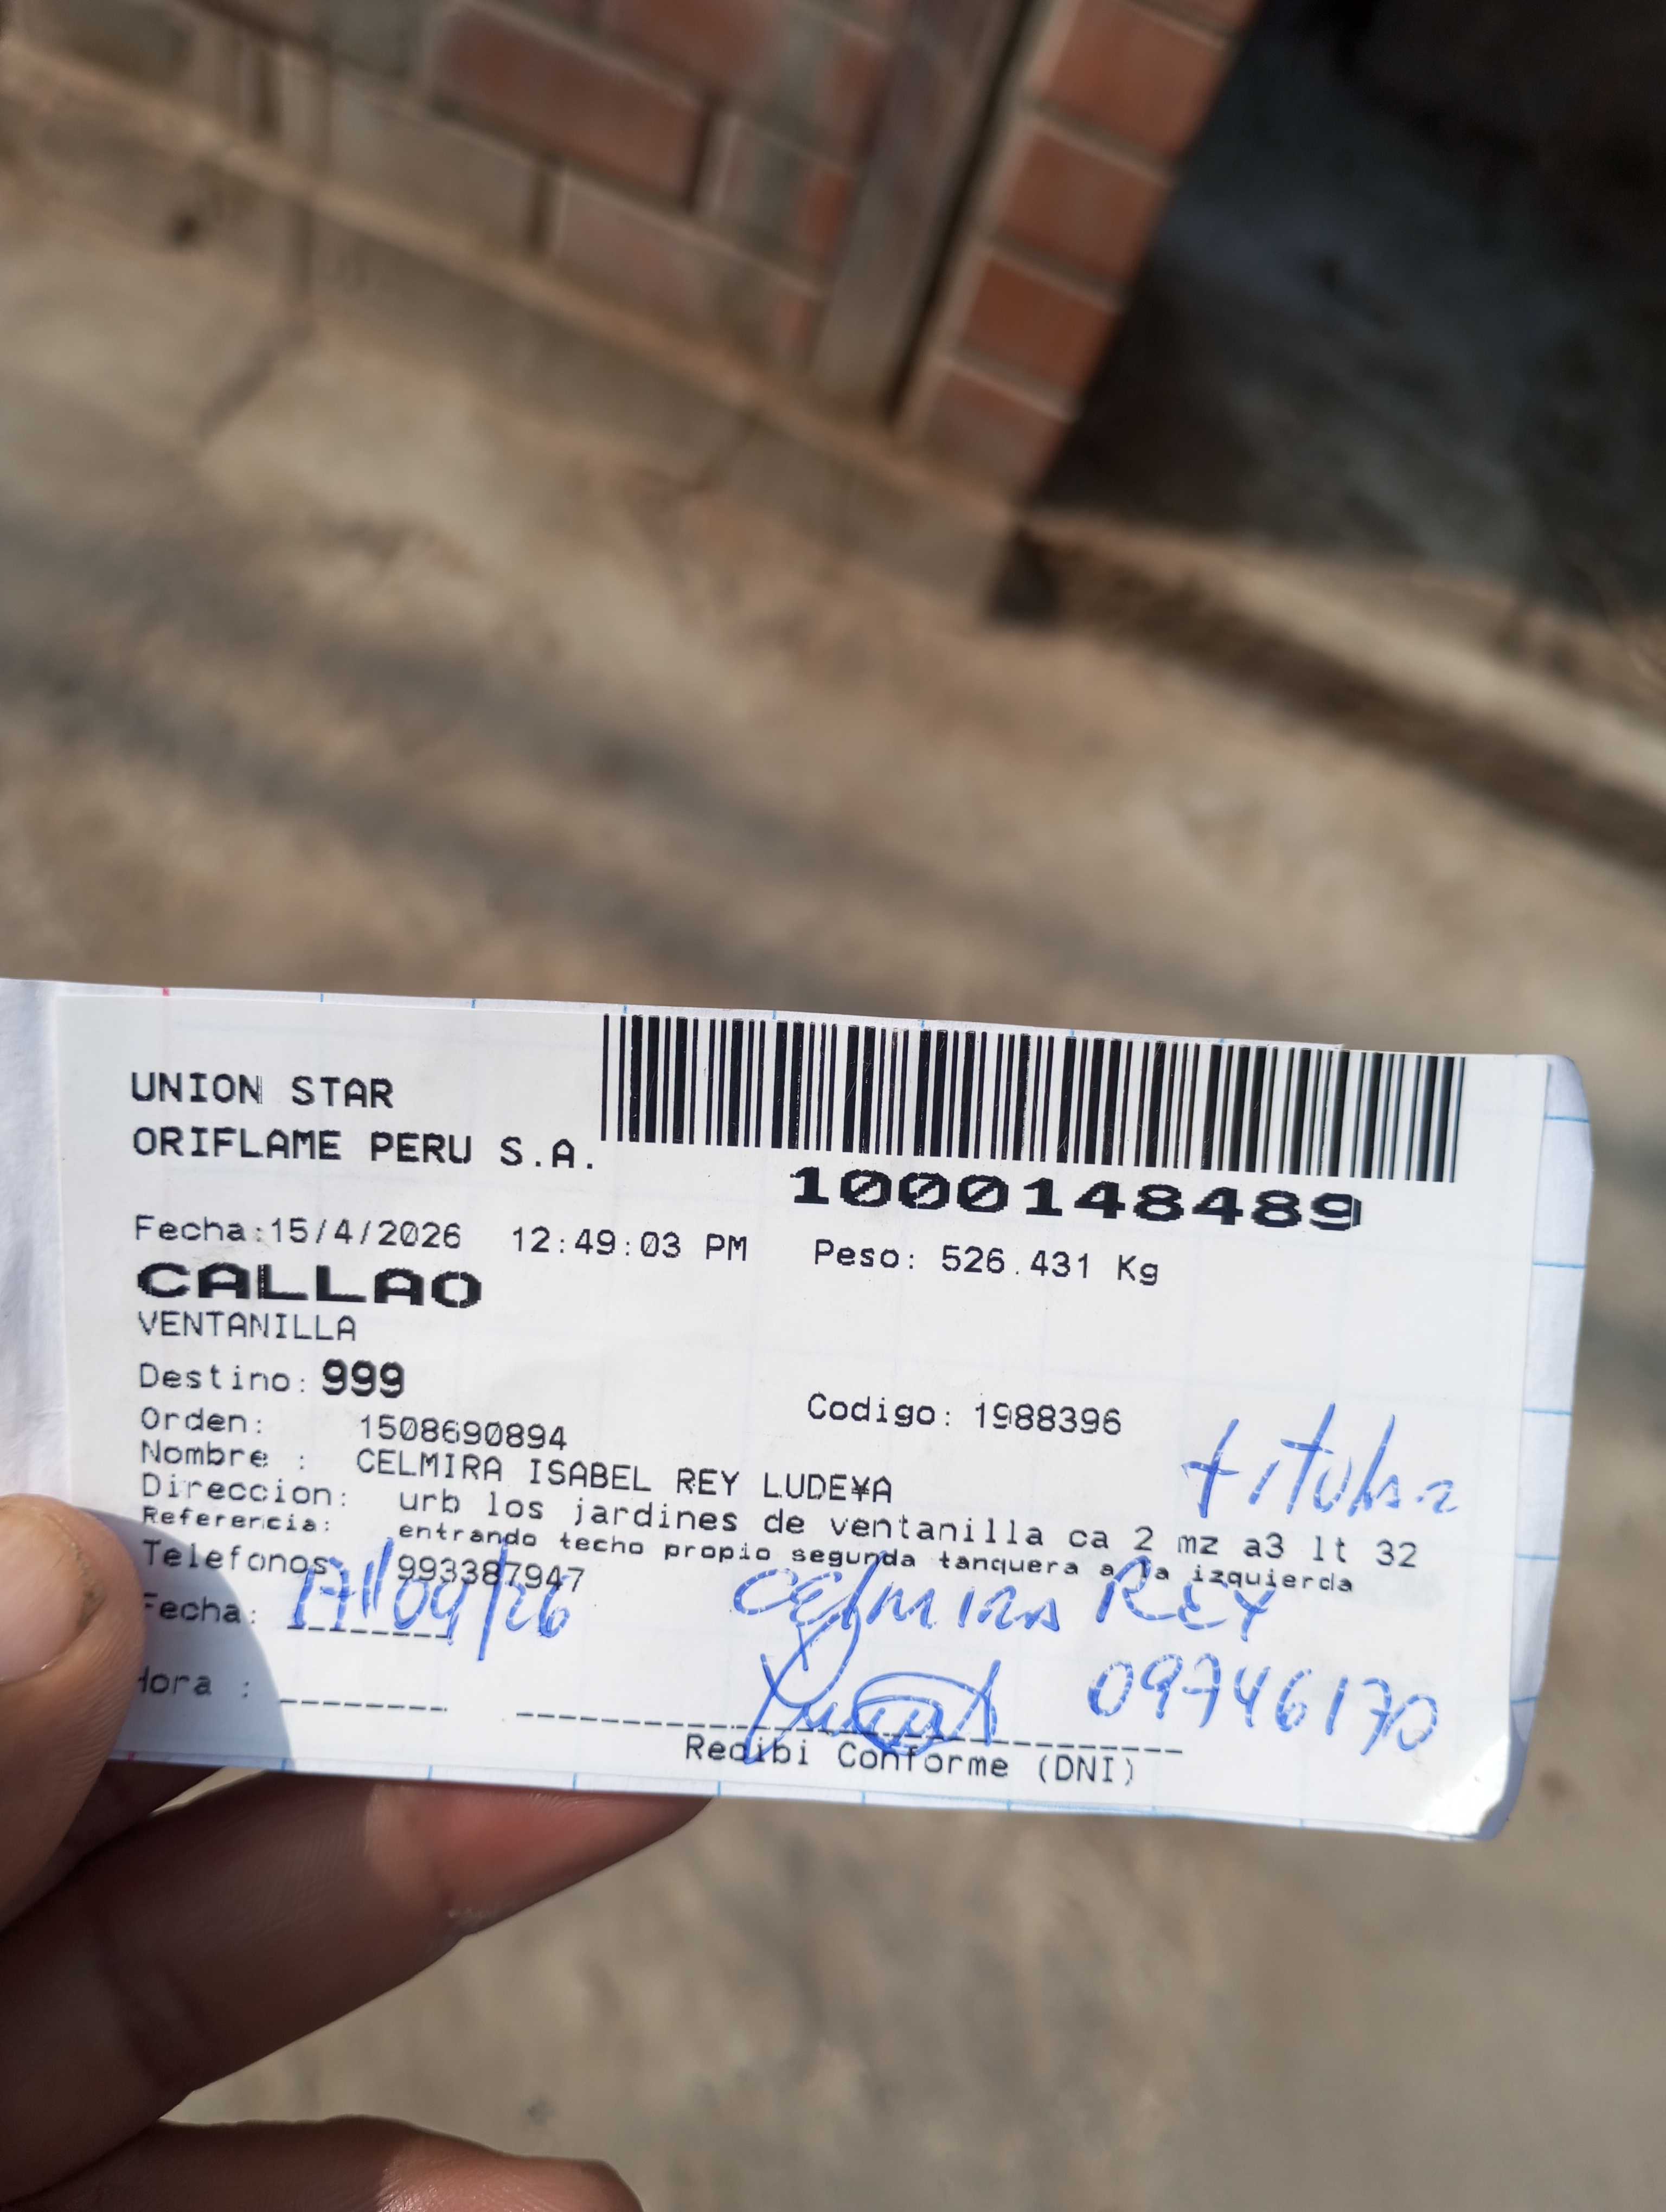 UNION STAR
ORIFLAME PERU S.A.
1000148489
Fecha:15/4/2026 12:49:03 PM Peso: 526.431 Kg
CALLAO
VENTANILLA
Destino: 999
Orden: 1508690894 Codigo: 1988396
Nombre : CELMIRA ISABEL REY LUDE¥A
titular
Direccion: urb los jardines de ventanilla ca 2 mz a3 lt 32
Referencia: entrando techo propio segunda tanquera a la izquierda
Telefonos 993387947
Fecha: 17/04/26 Celmira REY
09746170
Hora :
Recibi Conforme (DNI)